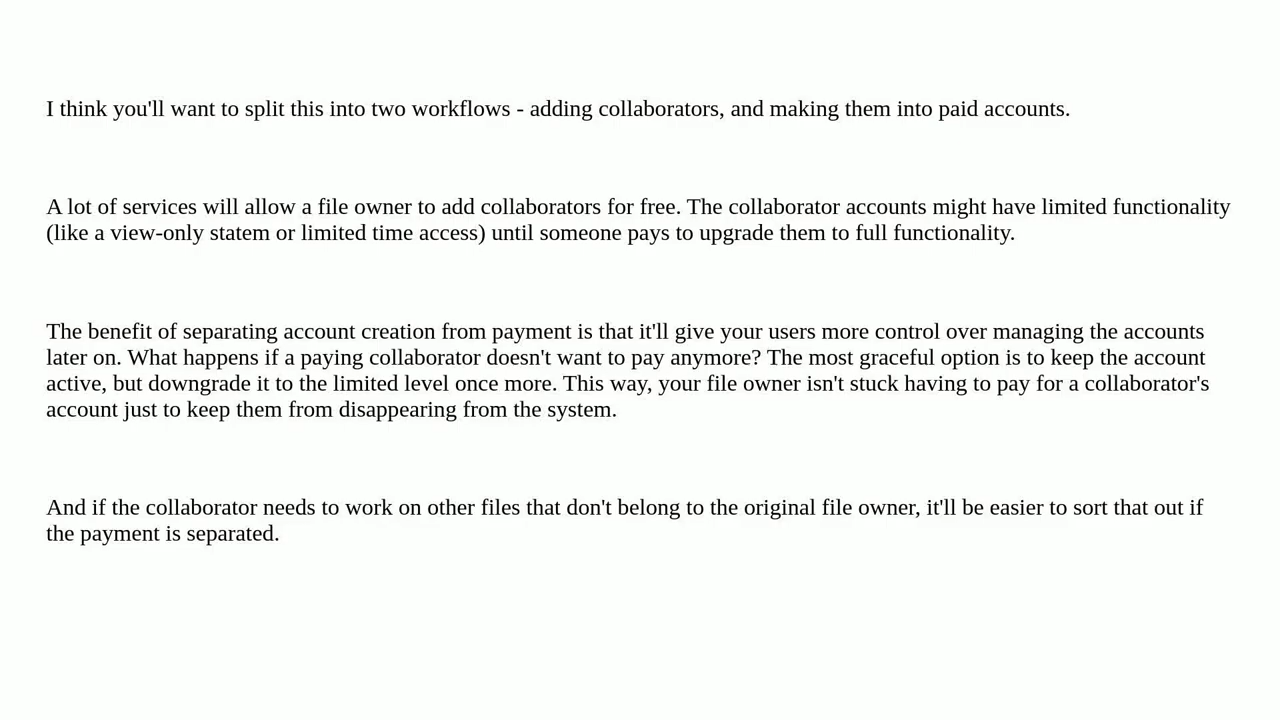 I think you'll want to split this into two workflows - adding collaborators, and making them into paid accounts.
A lot of services will allow a file owner to add collaborators for free. The collaborator accounts might have limited functionality
(like a view-only statem or limited time access) until someone pays to upgrade them to full functionality.
The benefit of separating account creation from payment is that it'll give your users more control over managing the accounts
later on. What happens if a paying collaborator doesn't want to pay anymore? The most graceful option is to keep the account
active, but downgrade it to the limited level once more. This way, your file owner isn't stuck having to pay for a collaborator's
account just to keep them from disappearing from the system.
And if the collaborator needs to work on other files that don't belong to the original file owner, it'll be easier to sort that out if
the payment is separated.